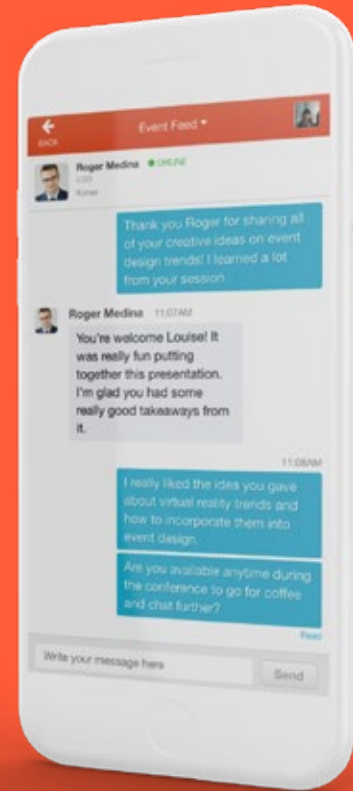 BACK
Event Feed
Roger Medina ONLINE
Thank you Roger for sharing all
of your creative ideas on event
design trends! I learned a lot
from your session
Roger Medina 11:07AM
You're welcome Louise! It
was really fun putting
together this presentation.
I'm glad you had some
really good takeaways from
it.
11:08AM
I really liked the idea you gave
about virtual reality trends and
how to incorporate them into
event design.
Are you available anytime during
the conference to go for coffee
and chat further?
Write your message here
Send